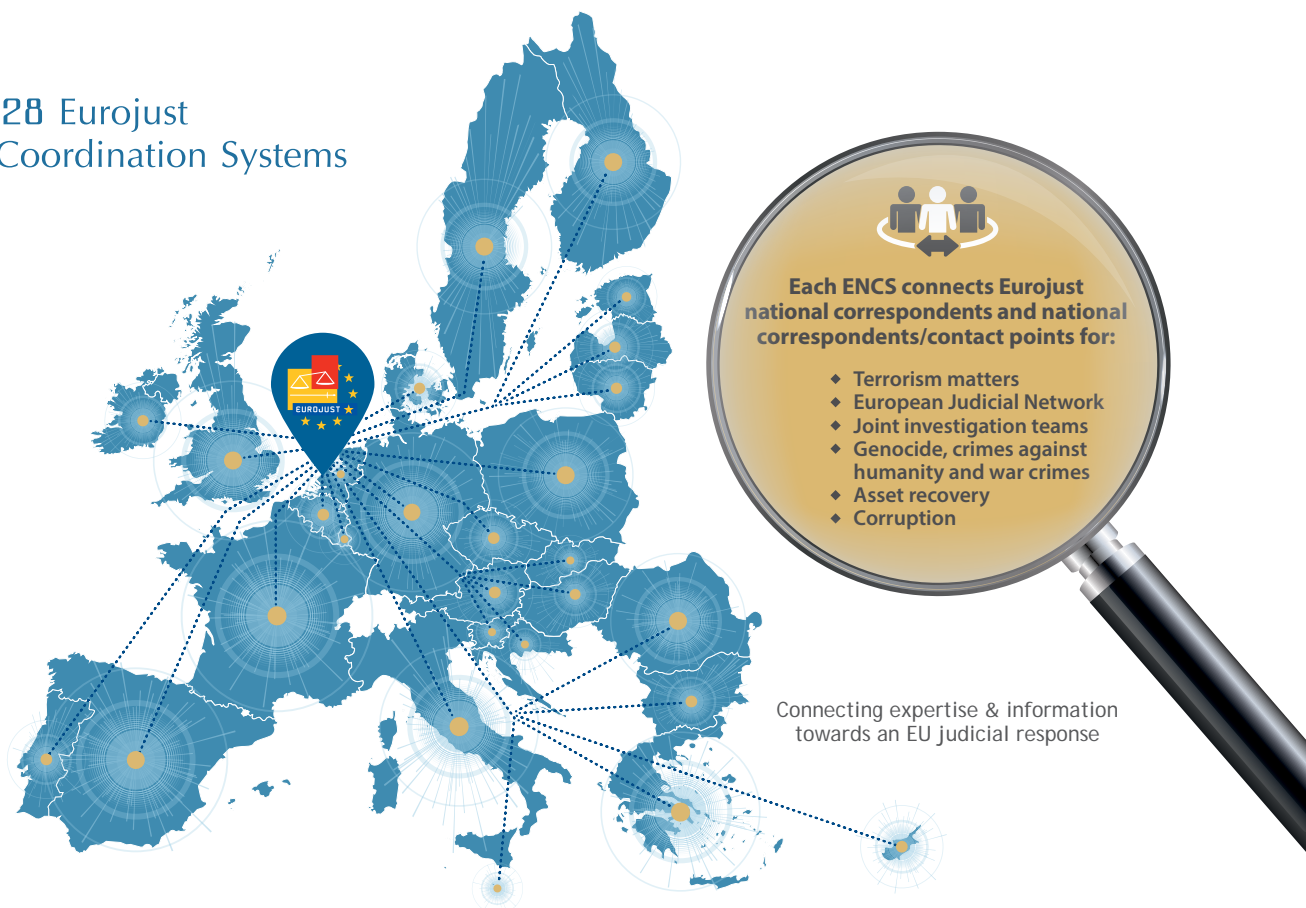 28 Eurojust
Coordination Systems
EUROJUST
Each ENCS connects Eurojust
national correspondents and national
correspondents/contact points for:
◆ Terrorism matters
◆ European Judicial Network
◆ Joint investigation teams
◆ Genocide, crimes against
humanity and war crimes
◆ Asset recovery
◆ Corruption
Connecting expertise & information
towards an EU judicial response